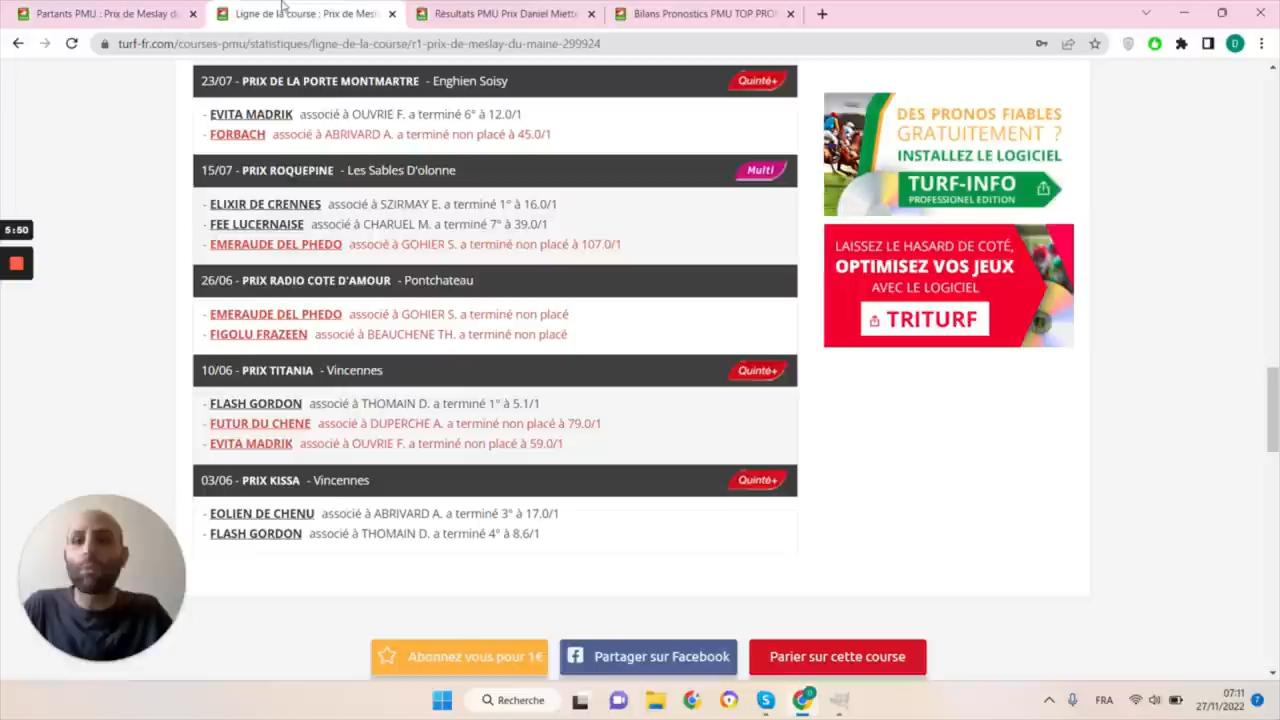 Partants PMU : Prix de Meslay d
Ligne de la course : Prix de Mesl
Résultats PMU Prix Daniel Miette
Bilans Pronostics PMU TOP PRO
turf-fr.com/courses-pmu/statistiques/ligne-de-la-course/r1-prix-de-meslay-du-maine-299924
D
23/07 - PRIX DE LA PORTE MONTMARTRE - Enghien Soisy
Quinté+
- EVITA MADRIK associé à OUVRIE F. a terminé 6° à 12.0/1
- FORBACH associé à ABRIVARD A. a terminé non placé à 45.0/1
15/07 - PRIX ROQUEPINE - Les Sables D'olonne
Multi
- ELIXIR DE CRENNES associé à SZIRMAY E. a terminé 1° à 16.0/1
- FEE LUCERNAISE associé à CHARUEL M. a terminé 7° à 39.0/1
- EMERAUDE DEL PHEDO associé à GOHIER S. a terminé non placé à 107.0/1
26/06 - PRIX RADIO COTE D'AMOUR - Pontchateau
- EMERAUDE DEL PHEDO associé à GOHIER S. a terminé non placé
- FIGOLU FRAZEEN associé à BEAUCHENE TH. a terminé non placé
10/06 - PRIX TITANIA - Vincennes
Quinté+
- FLASH GORDON associé à THOMAIN D. a terminé 1° à 5.1/1
- FUTUR DU CHENE associé à DUPERCHE A. a terminé non placé à 79.0/1
- EVITA MADRIK associé à OUVRIE F. a terminé non placé à 59.0/1
03/06 - PRIX KISSA - Vincennes
Quinté+
- EOLIEN DE CHENU associé à ABRIVARD A. a terminé 3° à 17.0/1
- FLASH GORDON associé à THOMAIN D. a terminé 4° à 8.6/1
DES PRONOS FIABLES
GRATUITEMENT ?
INSTALLEZ LE LOGICIEL
TURF-INFO
PROFESSIONEL EDITION
LAISSEZ LE HASARD DE COTÉ,
OPTIMISEZ VOS JEUX
AVEC LE LOGICIEL
TRITURF
5:50
Abonnez vous pour 1€
Partager sur Facebook
Parier sur cette course
Recherche
FRA
07:11
27/11/2022